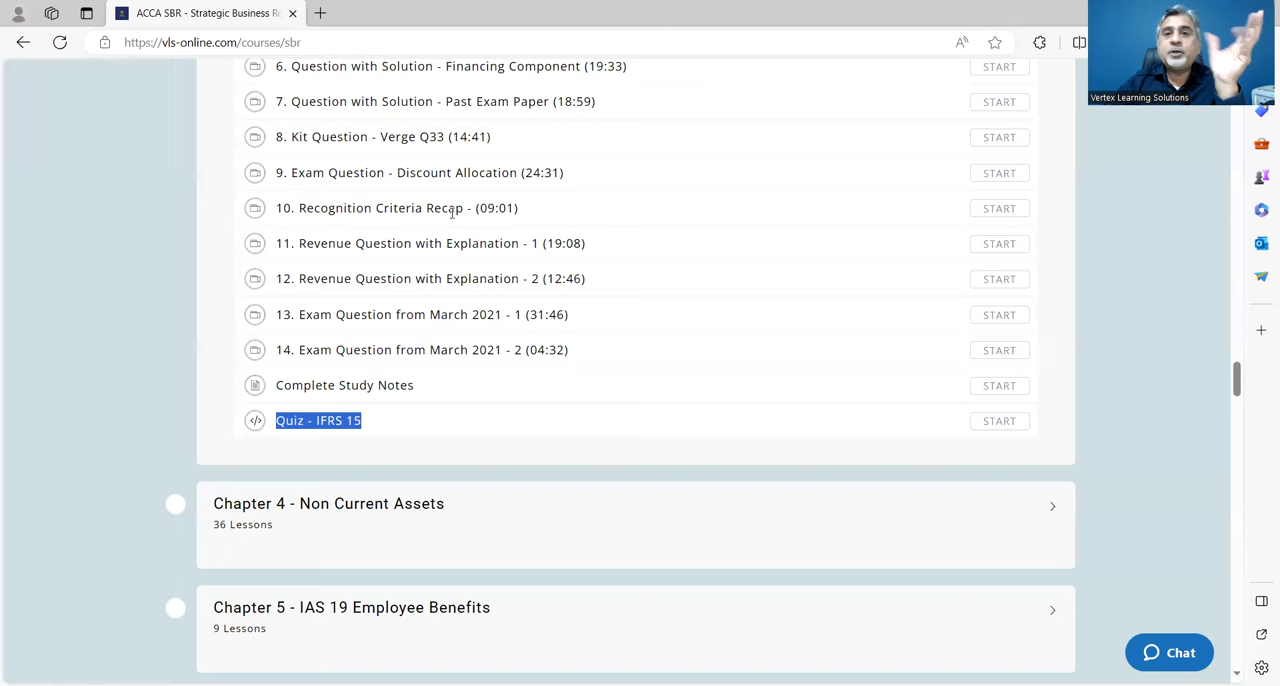 ACCA SBR - Strategic Business Re
https://vls-online.com/courses/sbr
Vertex Learning Solutions
6. Question with Solution - Financing Component (19:33)
START
7. Question with Solution - Past Exam Paper (18:59)
START
8. Kit Question - Verge Q33 (14:41)
START
9. Exam Question - Discount Allocation (24:31)
START
10. Recognition Criteria Recap - (09:01)
START
11. Revenue Question with Explanation - 1 (19:08)
START
12. Revenue Question with Explanation - 2 (12:46)
START
13. Exam Question from March 2021 - 1 (31:46)
START
14. Exam Question from March 2021 - 2 (04:32)
START
Complete Study Notes
START
Quiz - IFRS 15
START
Chapter 4 - Non Current Assets
36 Lessons
Chapter 5 - IAS 19 Employee Benefits
9 Lessons
Chat